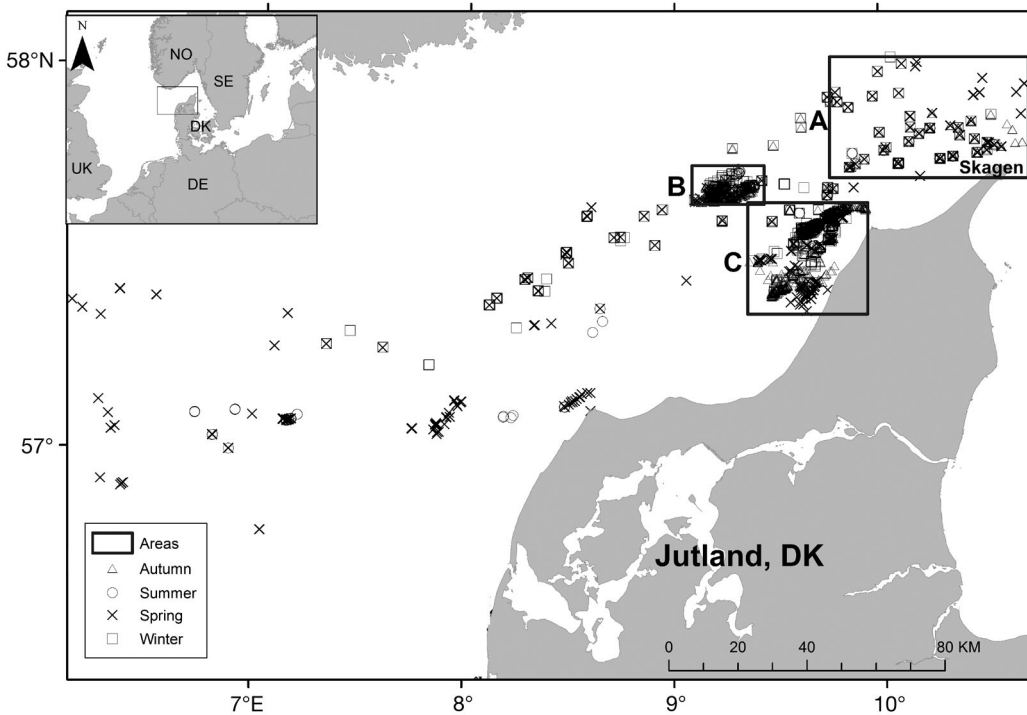 N
NO
SE
DK
UK
DE
58°N
A
Skagen
B
C
57°
Areas
Autumn
Summer
Spring
Winter
Jutland, DK
0 20 40 80 KM
7°E 8° 9° 10°